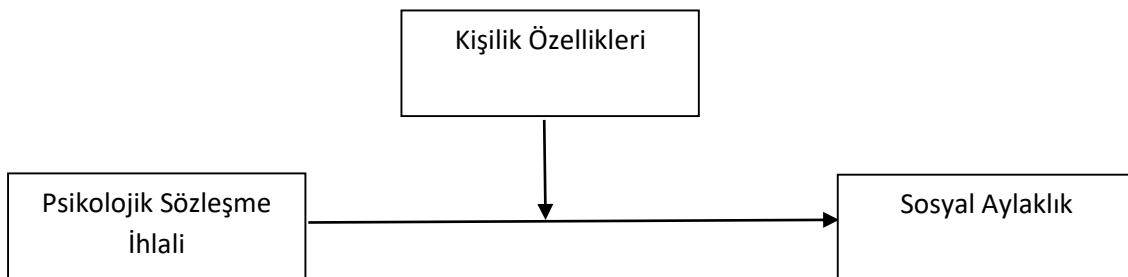 Kişilik Özellikleri
Psikolojik Sözleşme
İhlali
Sosyal Aylaklık